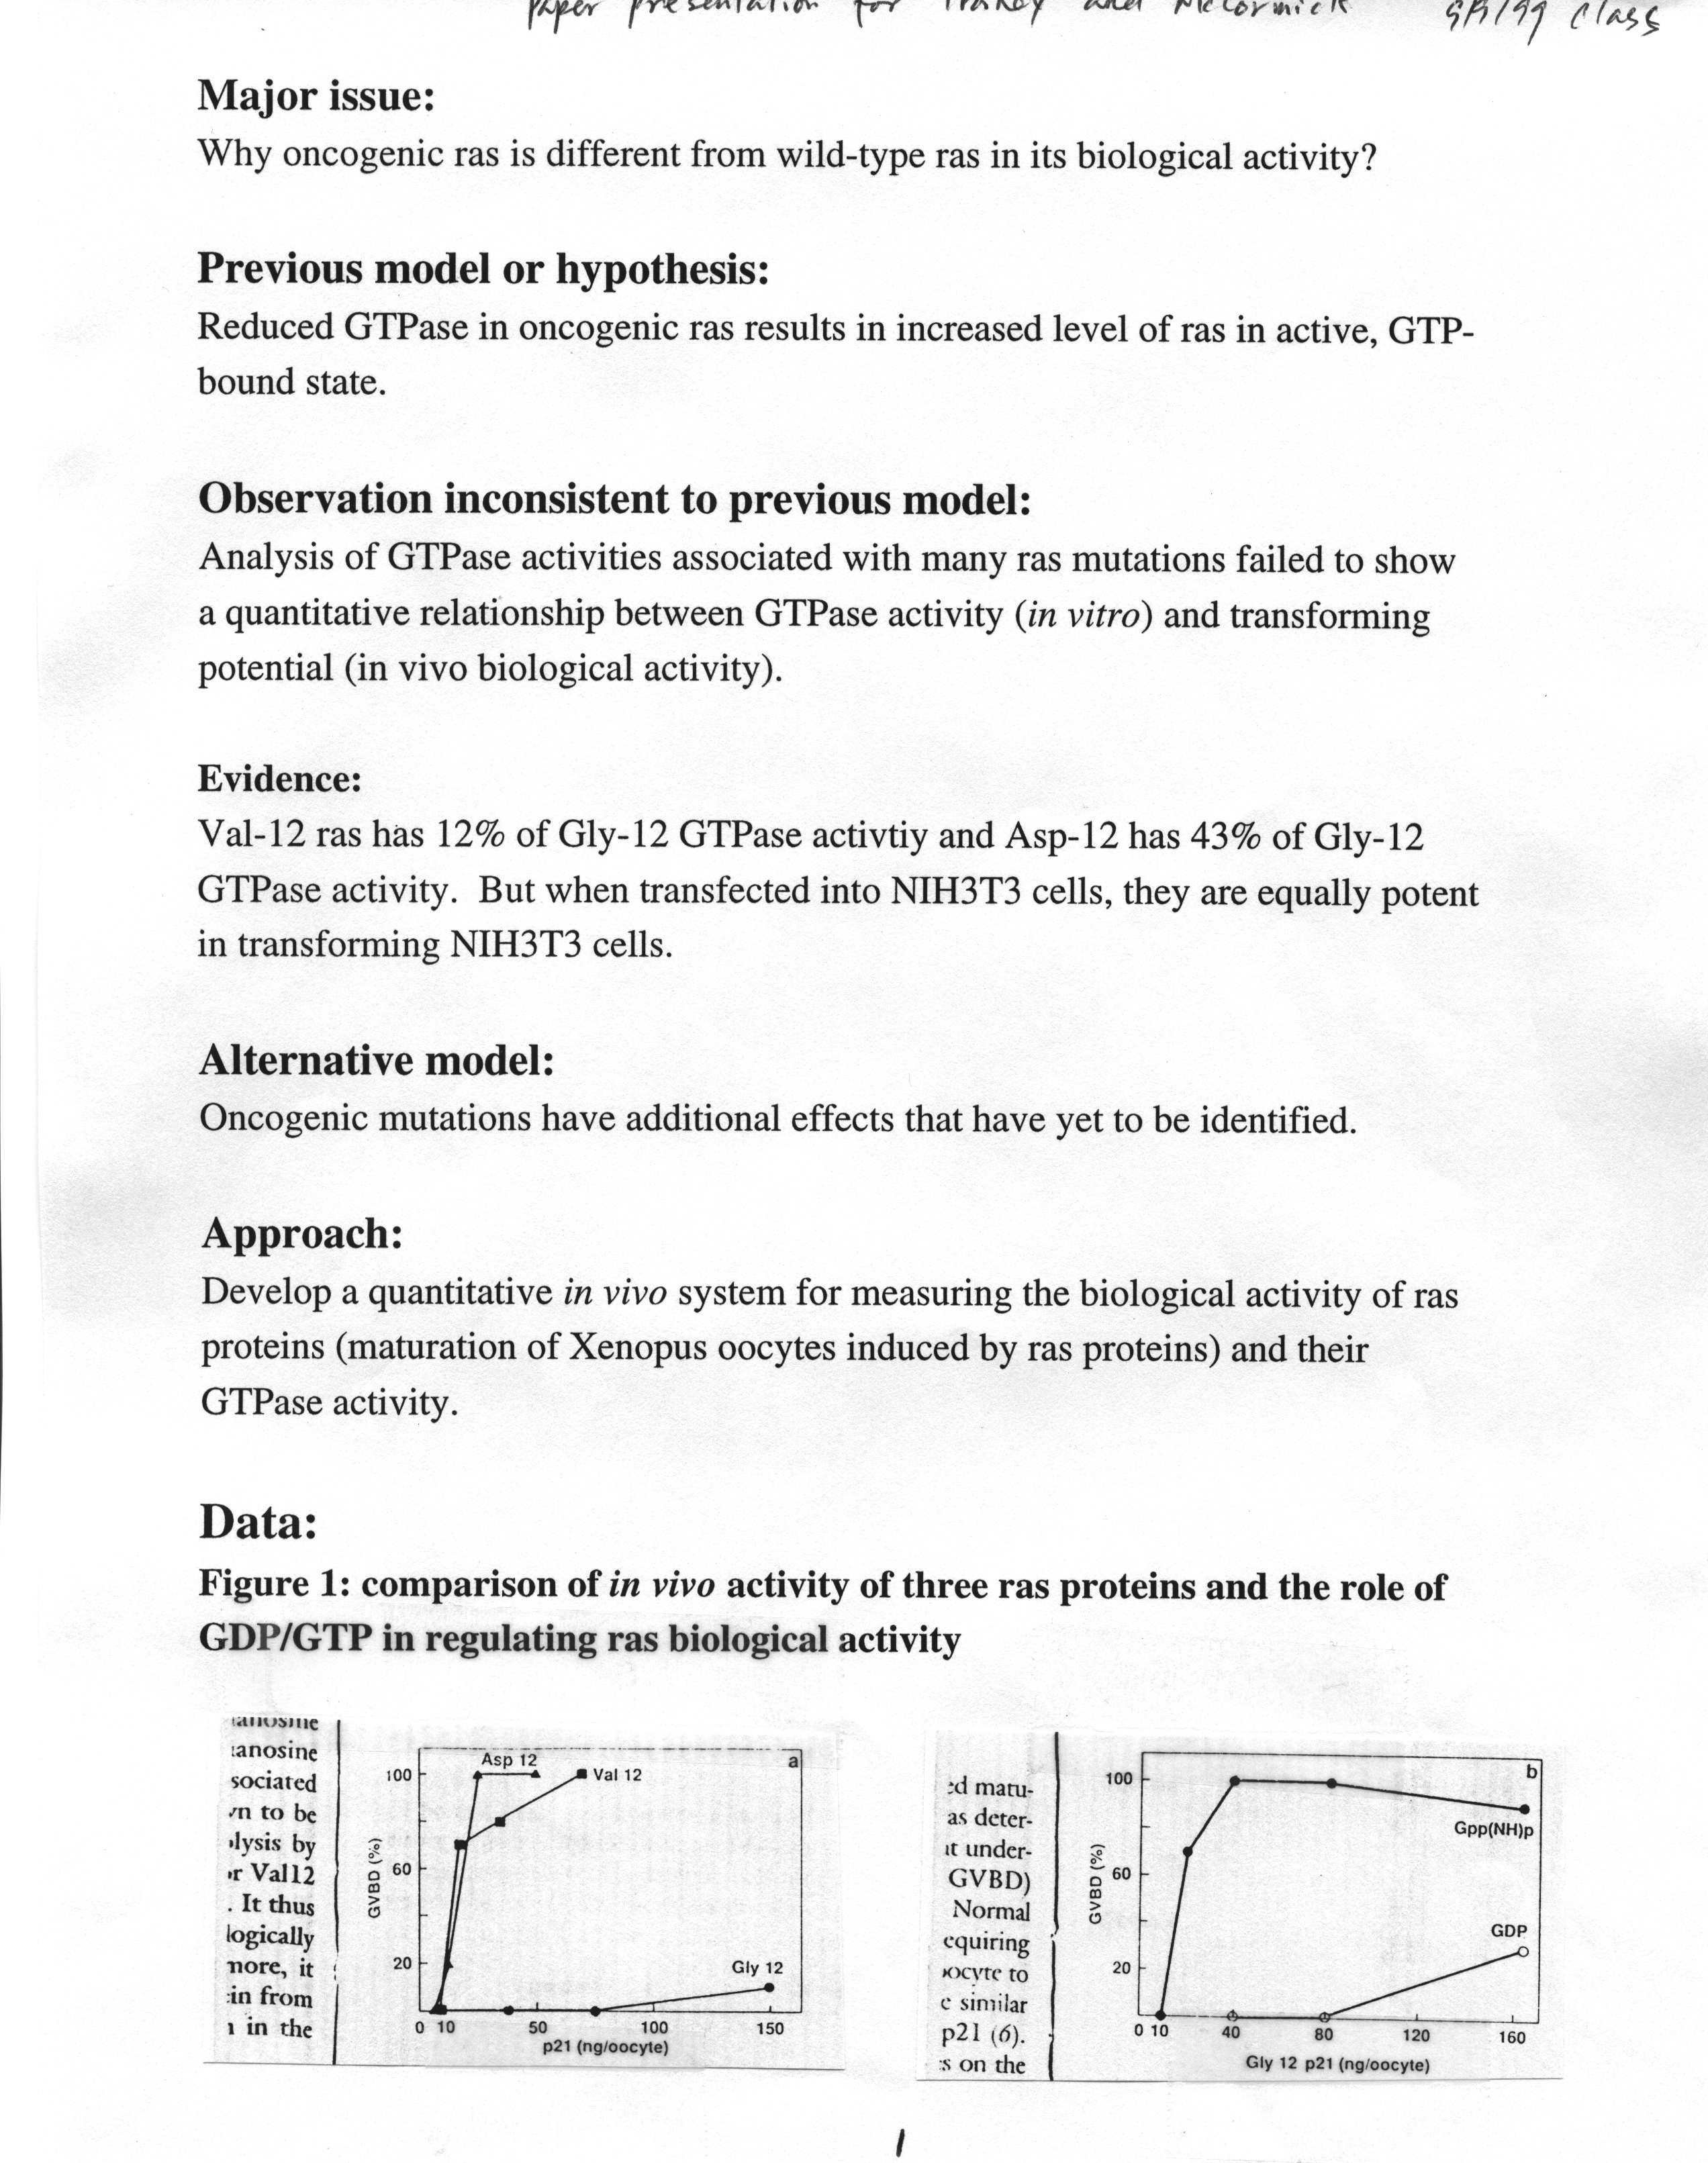 Paper presentation for Trahey and McCormick class
Major issue:
Why oncogenic ras is different from wild-type ras in its biological activity?
Previous model or hypothesis:
Reduced GTPase in oncogenic ras results in increased level of ras in active, GTP-
bound state.
Observation inconsistent to previous model:
Analysis of GTPase activities associated with many ras mutations failed to show
a quantitative relationship between GTPase activity (in vitro) and transforming
potential (in vivo biological activity).
Evidence:
Val-12 ras has 12% of Gly-12 GTPase activtiy and Asp-12 has 43% of Gly-12
GTPase activity. But when transfected into NIH3T3 cells, they are equally potent
in transforming NIH3T3 cells.
Alternative model:
Oncogenic mutations have additional effects that have yet to be identified.
Approach:
Develop a quantitative in vivo system for measuring the biological activity of ras
proteins (maturation of Xenopus oocytes induced by ras proteins) and their
GTPase activity.
Data:
Figure 1: comparison of in vivo activity of three ras proteins and the role of
GDP/GTP in regulating ras biological activity
anosine
sociated
n to be
lysis by
r Val12
. It thus
logically
nore, it
in from
in the
a
Asp 12
Val 12
Gly 12
100
60
20
GVBD (%)
0 10 50 100 150
p21 (ng/oocyte)
ed matu-
as deter-
it under-
GVBD)
Normal
equiring
ocyte to
e similar
p21 (6).
s on the
b
Gpp(NH)p
GDP
100
60
20
GVBD (%)
0 10 40 80 120 160
Gly 12 p21 (ng/oocyte)
1